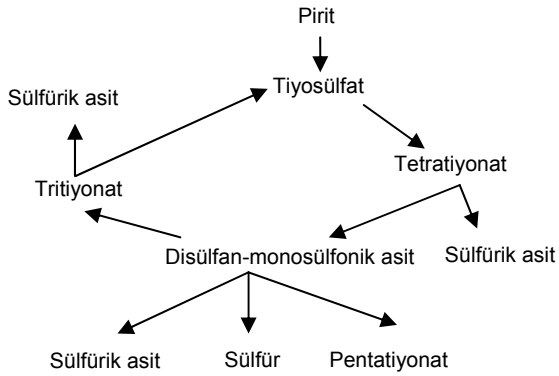 Pirit
Tiyosülfat
Sülfürik asit
Tetratiyonat
Tritiyonat
Disülfan-monosülfonik asit
Sülfürik asit
Sülfürik asit
Sülfür
Pentatiyonat